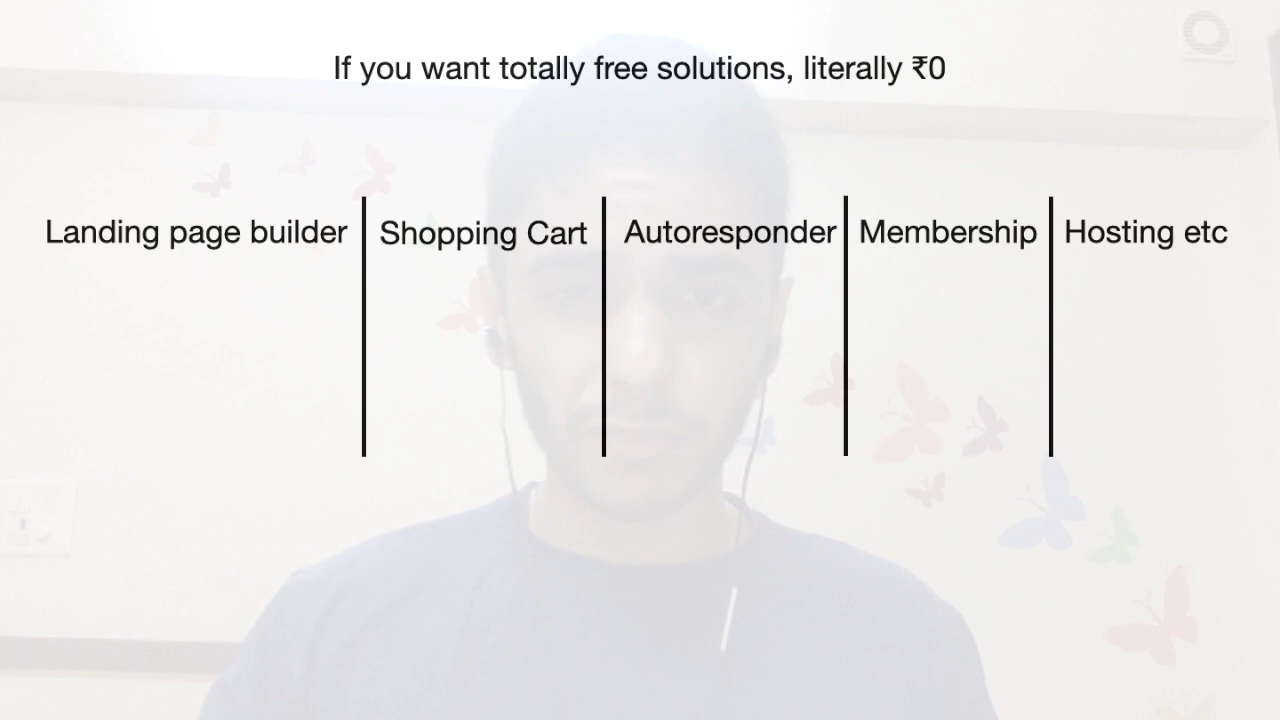 If you want totally free solutions, literally ₹0
Landing page builder
Shopping Cart
Autoresponder
Membership
Hosting etc